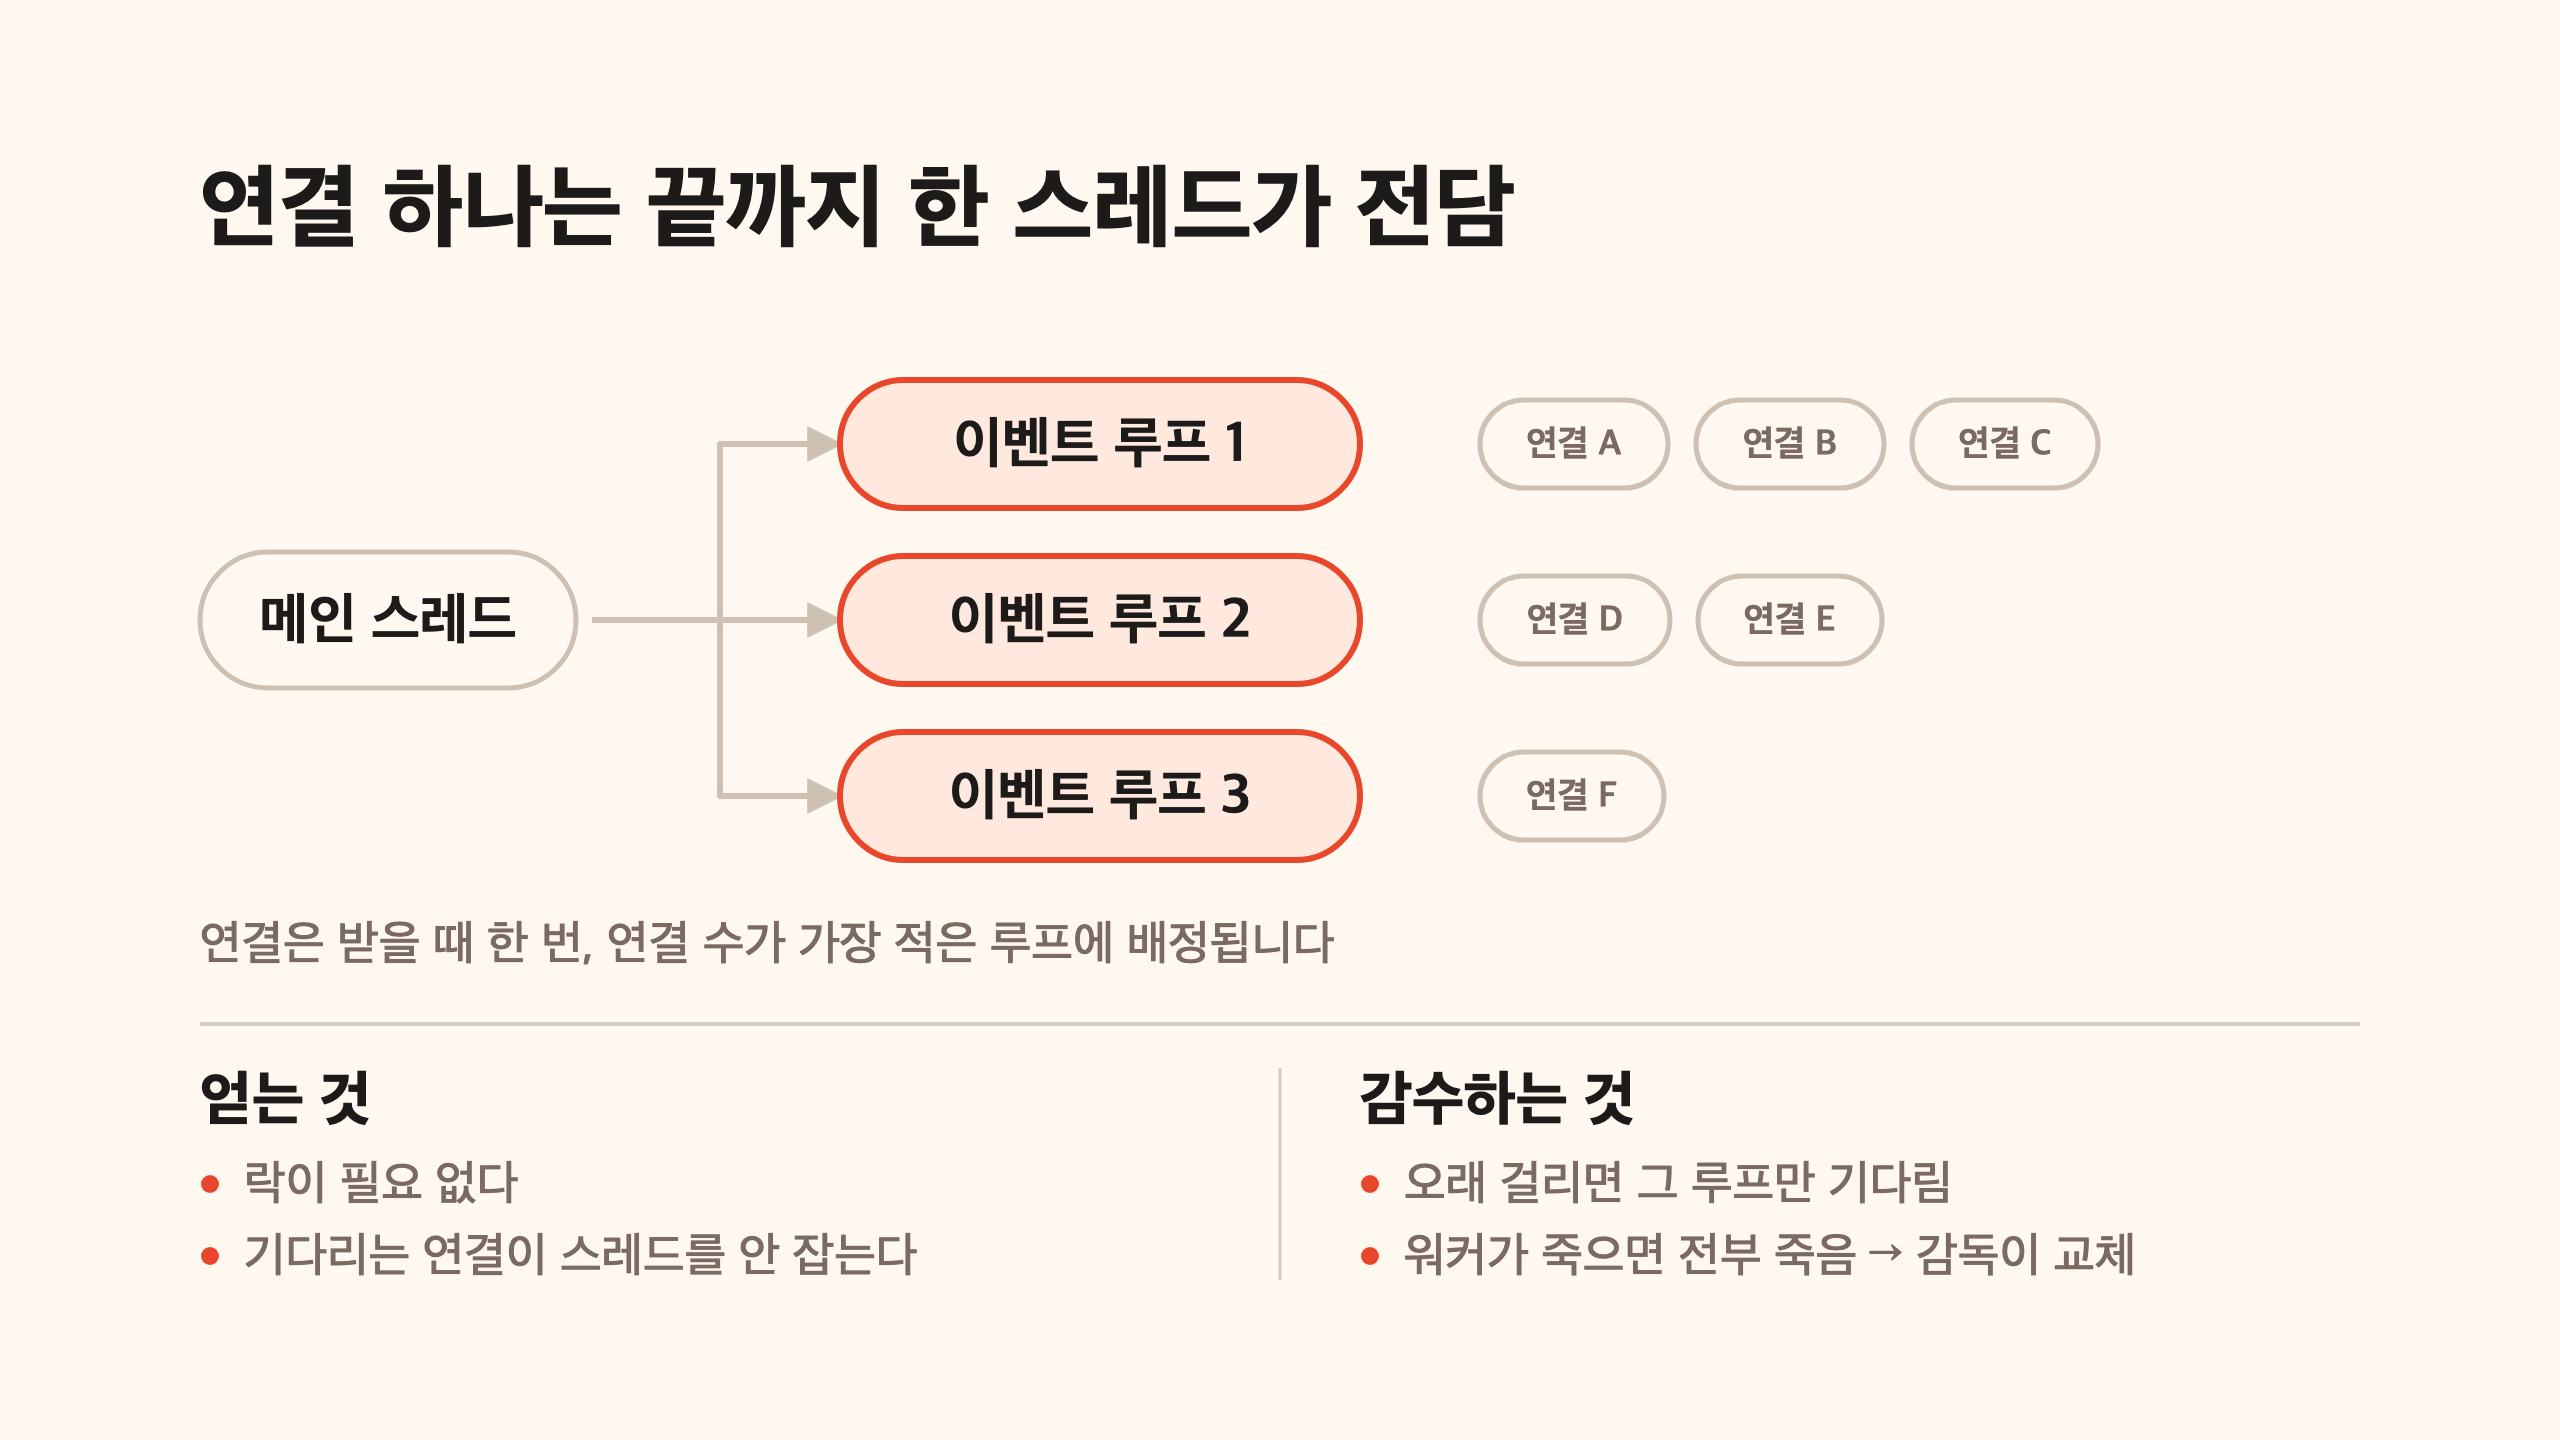 연결 하나는 끝까지 한 스레드가 전담
이벤트 루프 1
연결 A
연결 B
연결 C
메인 스레드
이벤트 루프 2
연결 D
연결 E
이벤트 루프 3
연결 F
연결은 받을 때 한 번, 연결 수가 가장 적은 루프에 배정됩니다
얻는 것
락이 필요 없다
기다리는 연결이 스레드를 안 잡는다
감수하는 것
오래 걸리면 그 루프만 기다림
워커가 죽으면 전부 죽음 → 감독이 교체